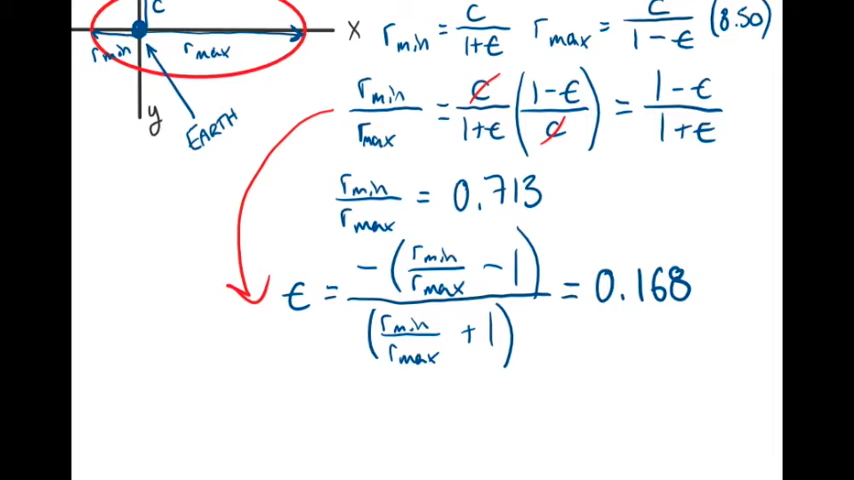 c
x
r_min r_max
EARTH
y
r_min = c/(1+ϵ) r_max = c/(1-ϵ) (8.50)
r_min/r_max = c/(1+ϵ) ((1-ϵ)/c) = (1-ϵ)/(1+ϵ)
r_min/r_max = 0.713
ϵ = -(r_min/r_max - 1)/(r_min/r_max + 1) = 0.168